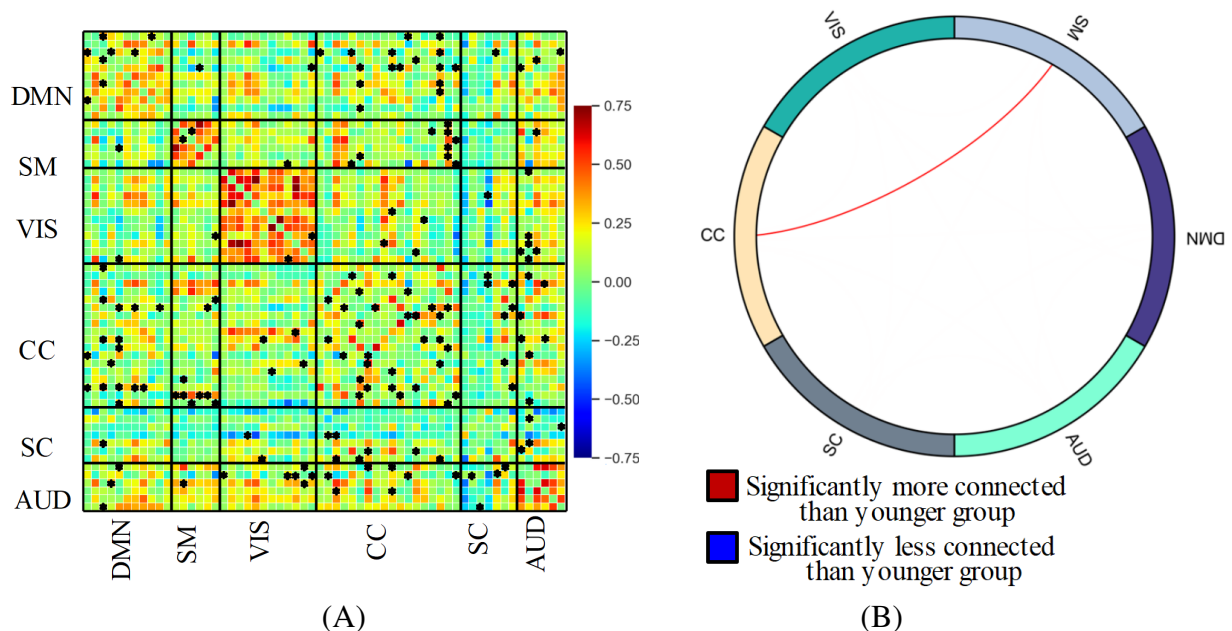 DMN
SM
VIS
CC
SC
AUD
DMN
SM
VIS
CC
SC
AUD
0.75
0.50
0.25
0.00
−0.25
−0.50
−0.75
(A)
VIS
SM
CC
DMN
SC
AUD
Significantly more connected
than younger group
Significantly less connected
than younger group
(B)